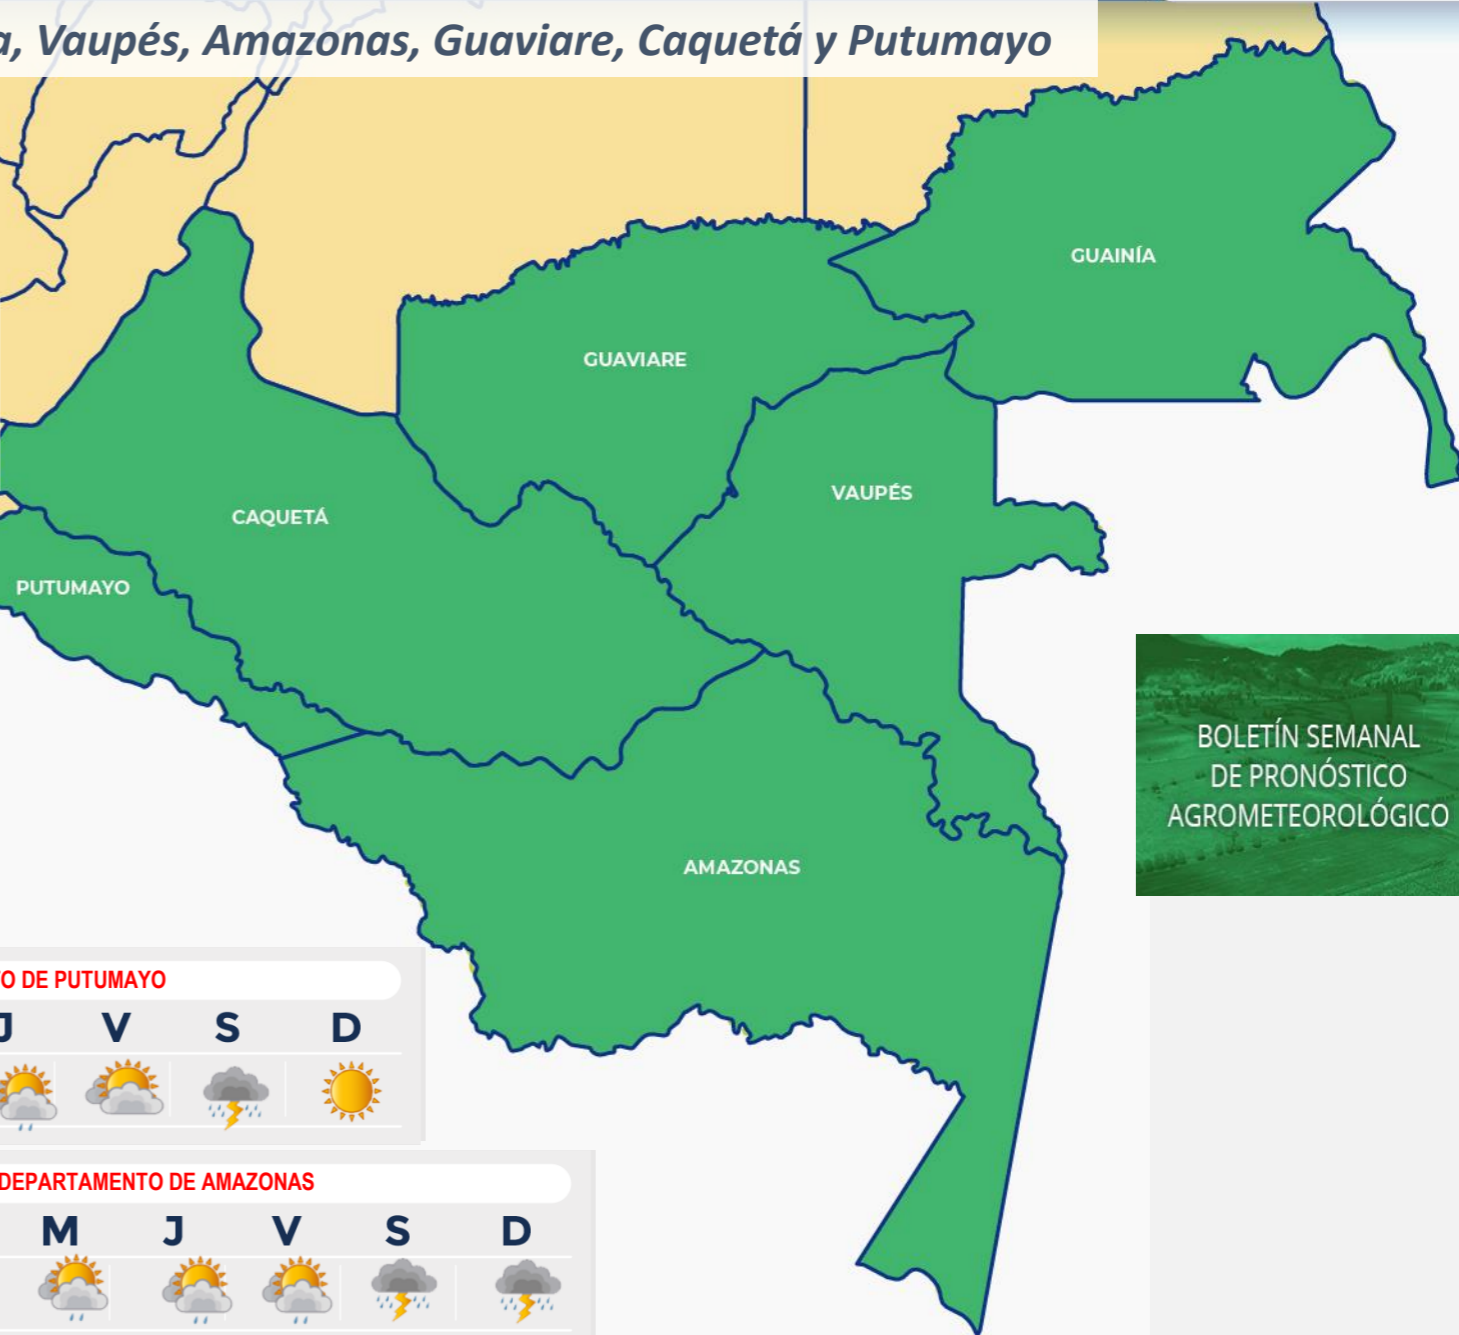 , Vaupés, Amazonas, Guaviare, Caquetá y Putumayo
GUAINÍA
GUAVIARE
VAUPÉS
CAQUETÁ
PUTUMAYO
BOLETÍN SEMANAL
DE PRONÓSTICO
AGROMETEOROLÓGICO
AMAZONAS
O DE PUTUMAYO
J V S D
DEPARTAMENTO DE AMAZONAS
M J V S D